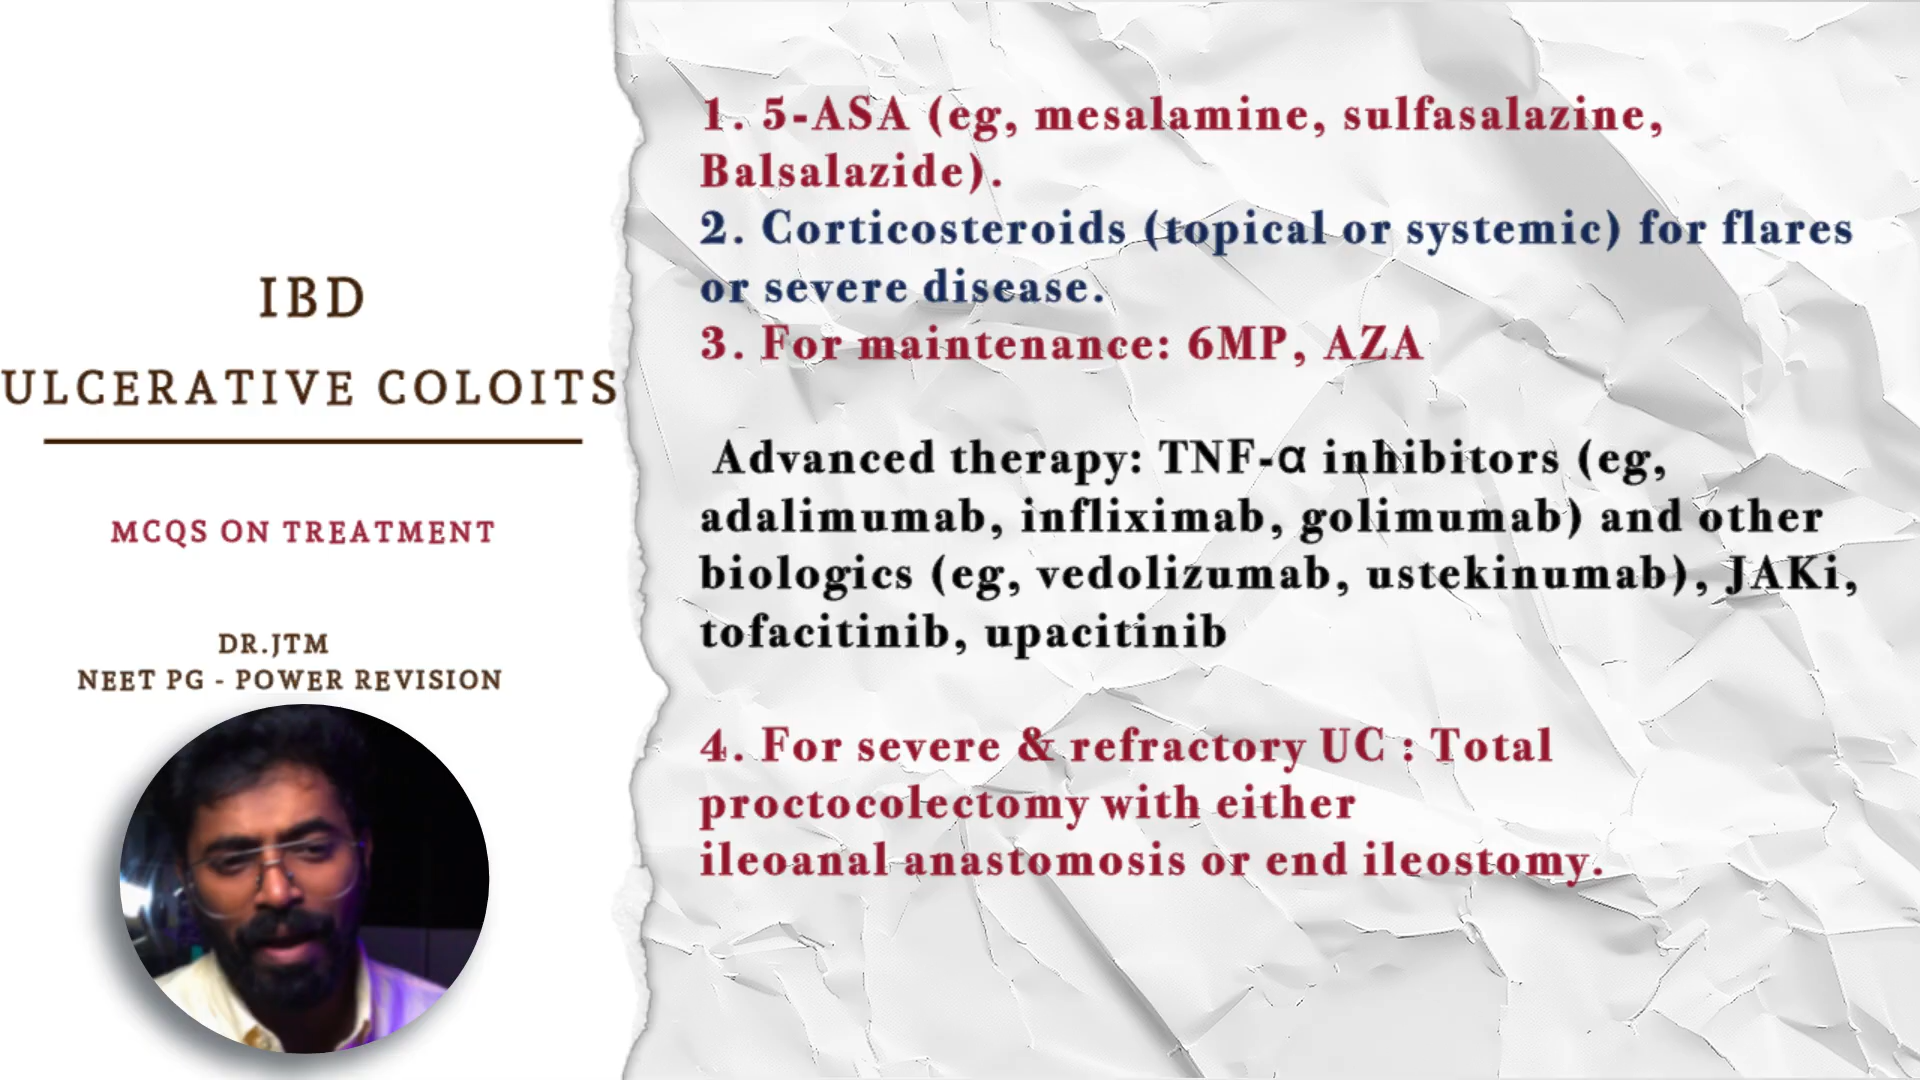 IBD
ULCERATIVE COLOITS
MCQS ON TREATMENT
DR.JTM
NEET PG - POWER REVISION
1. 5-ASA (eg, mesalamine, sulfasalazine,
Balsalazide).
2. Corticosteroids (topical or systemic) for flares
or severe disease.
3. For maintenance: 6MP, AZA
Advanced therapy: TNF-α inhibitors (eg,
adalimumab, infliximab, golimumab) and other
biologics (eg, vedolizumab, ustekinumab), JAKi,
tofacitinib, upacitinib
4. For severe & refractory UC : Total
proctocolectomy with either
ileoanal anastomosis or end ileostomy.